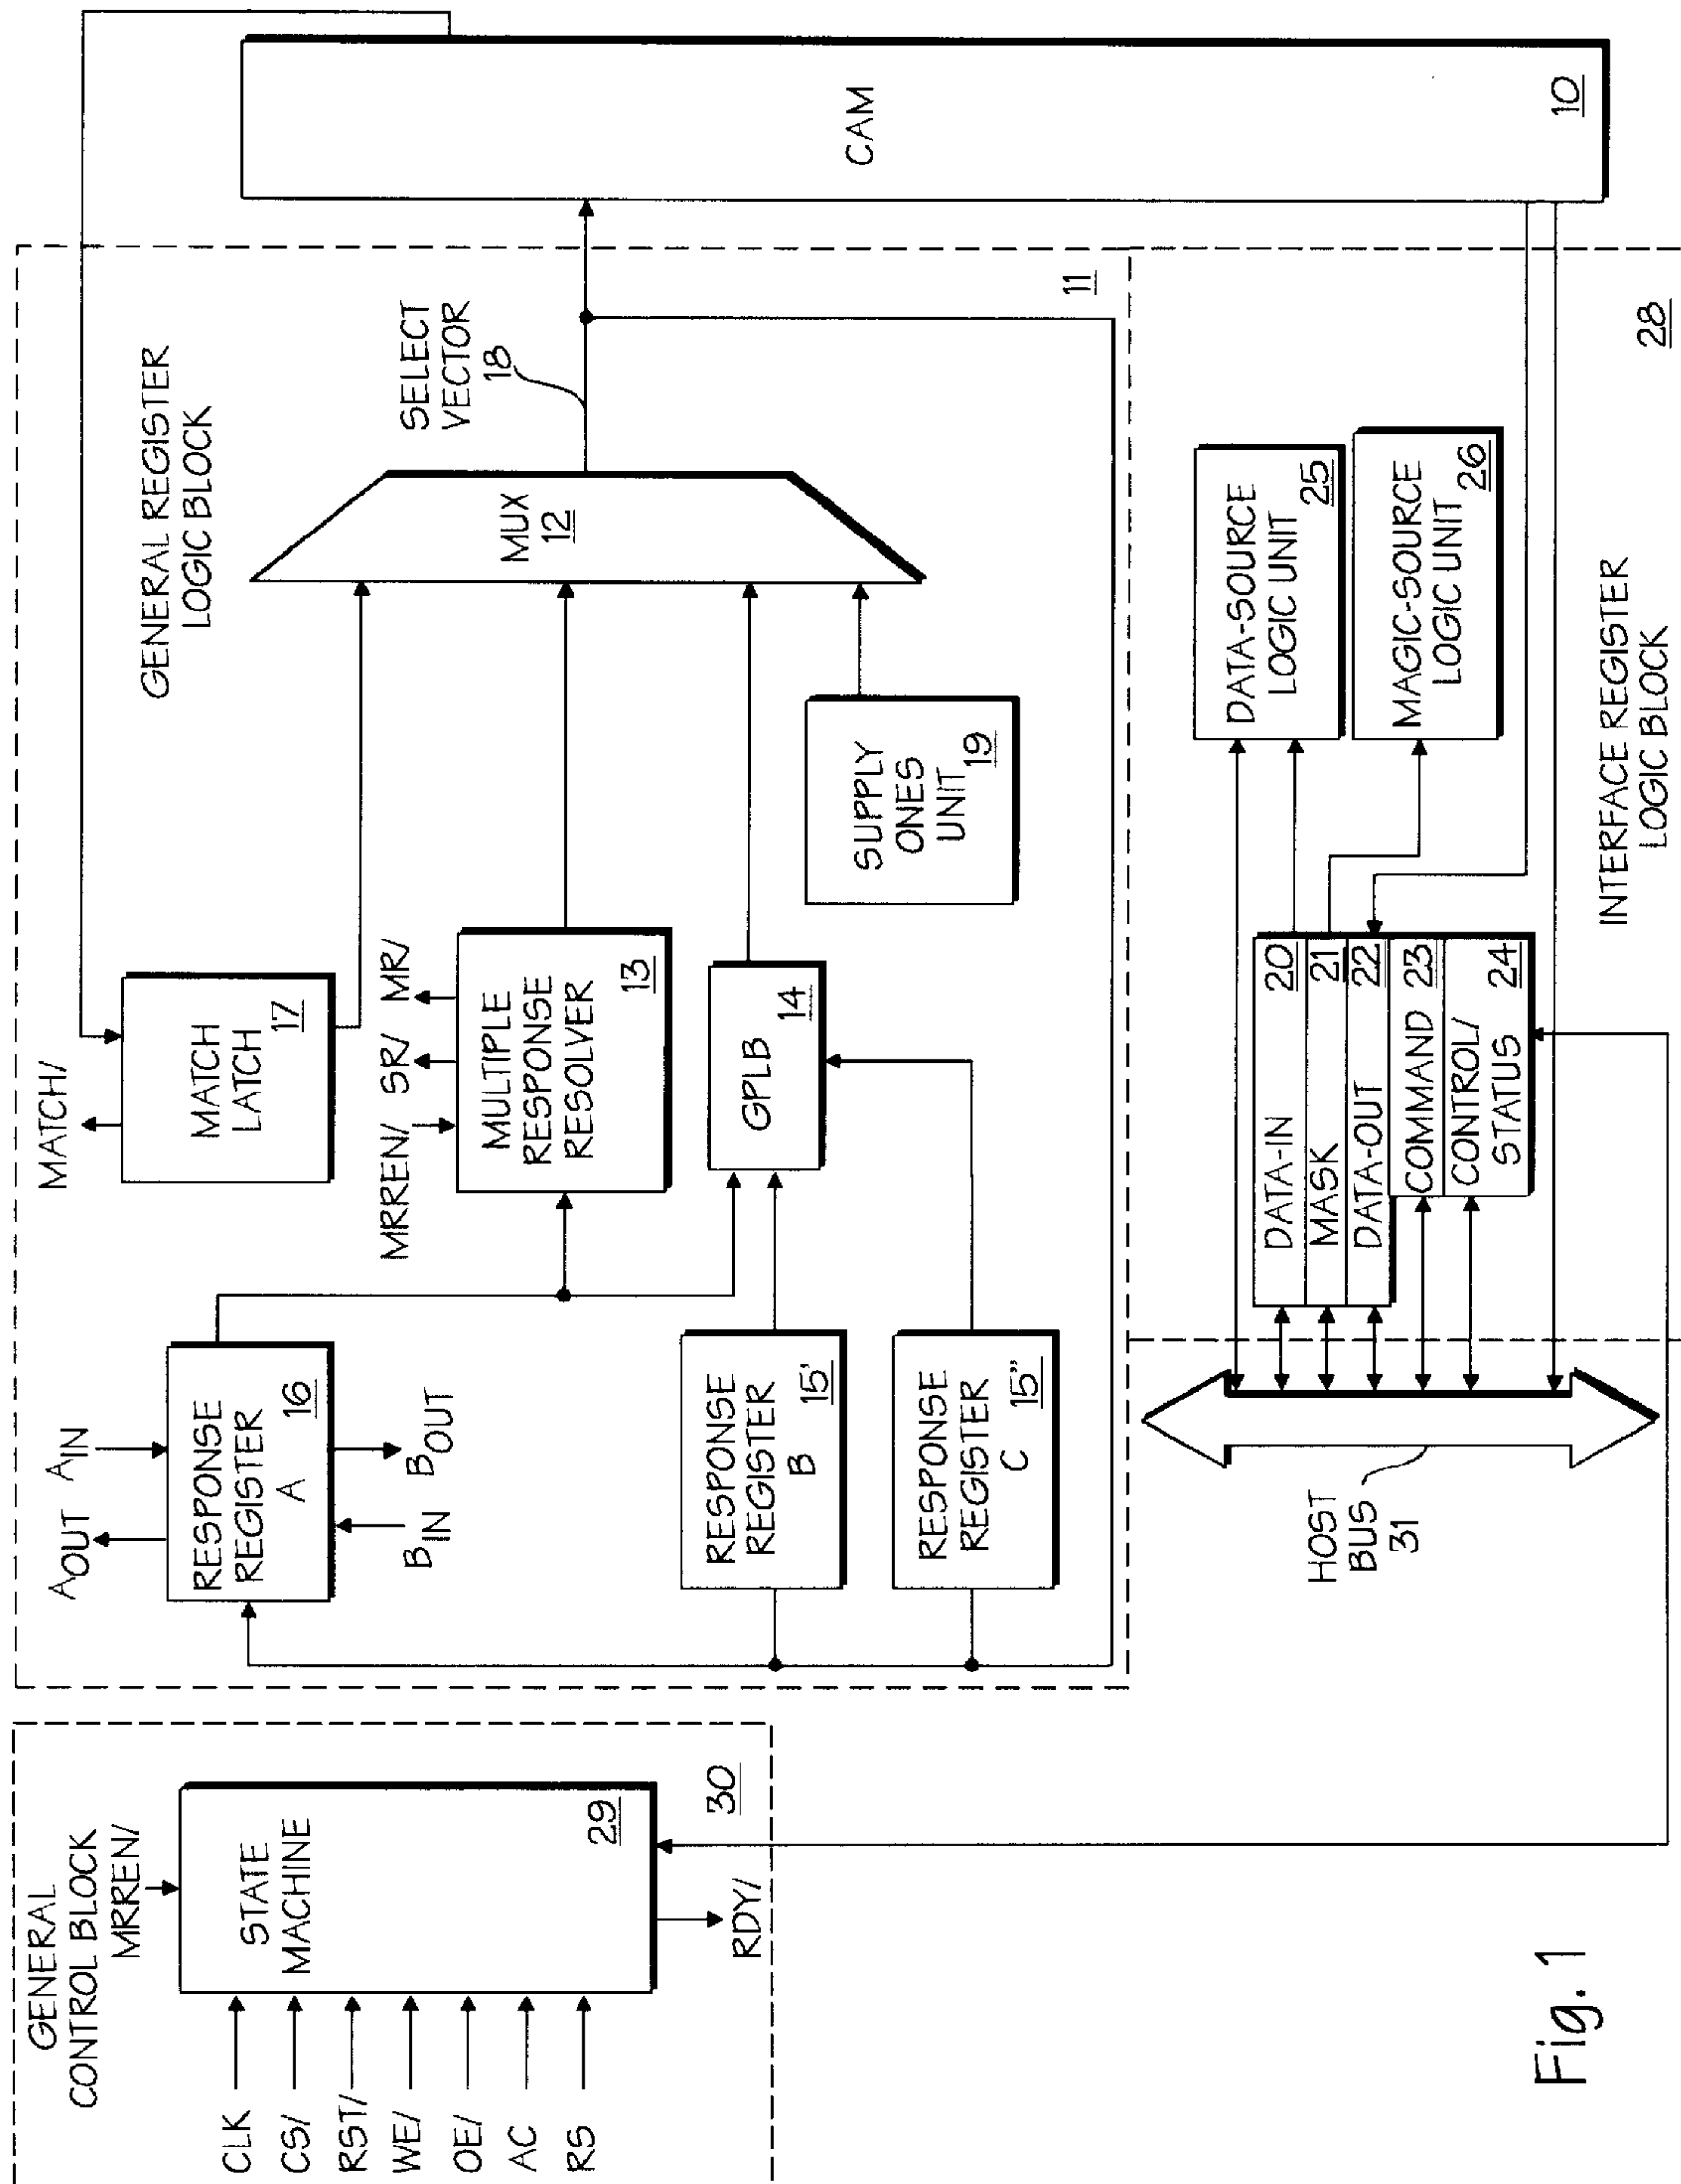 GENERAL
CONTROL BLOCK
MRREN/
STATE
MACHINE
29
30
CLK
CS/
RST/
WE/
OE/
AC
RS
RDY/
GENERAL REGISTER
LOGIC BLOCK
11
AOUT
AIN
RESPONSE
REGISTER
A
16
BIN
BOUT
MATCH/
MATCH
LATCH
17
MRREN/
SR/
MR/
MULTIPLE
RESPONSE
RESOLVER
13
RESPONSE
REGISTER
B
15'
RESPONSE
REGISTER
C
15"
GPLB
14
SUPPLY
ONES
UNIT
19
MUX
12
SELECT
VECTOR
18
CAM
10
HOST
BUS
31
DATA-IN
20
MASK
21
DATA-OUT
22
COMMAND
23
CONTROL/
STATUS
24
DATA-SOURCE
LOGIC UNIT
25
MAGIC-SOURCE
LOGIC UNIT
26
INTERFACE REGISTER
LOGIC BLOCK
28
Fig. 1